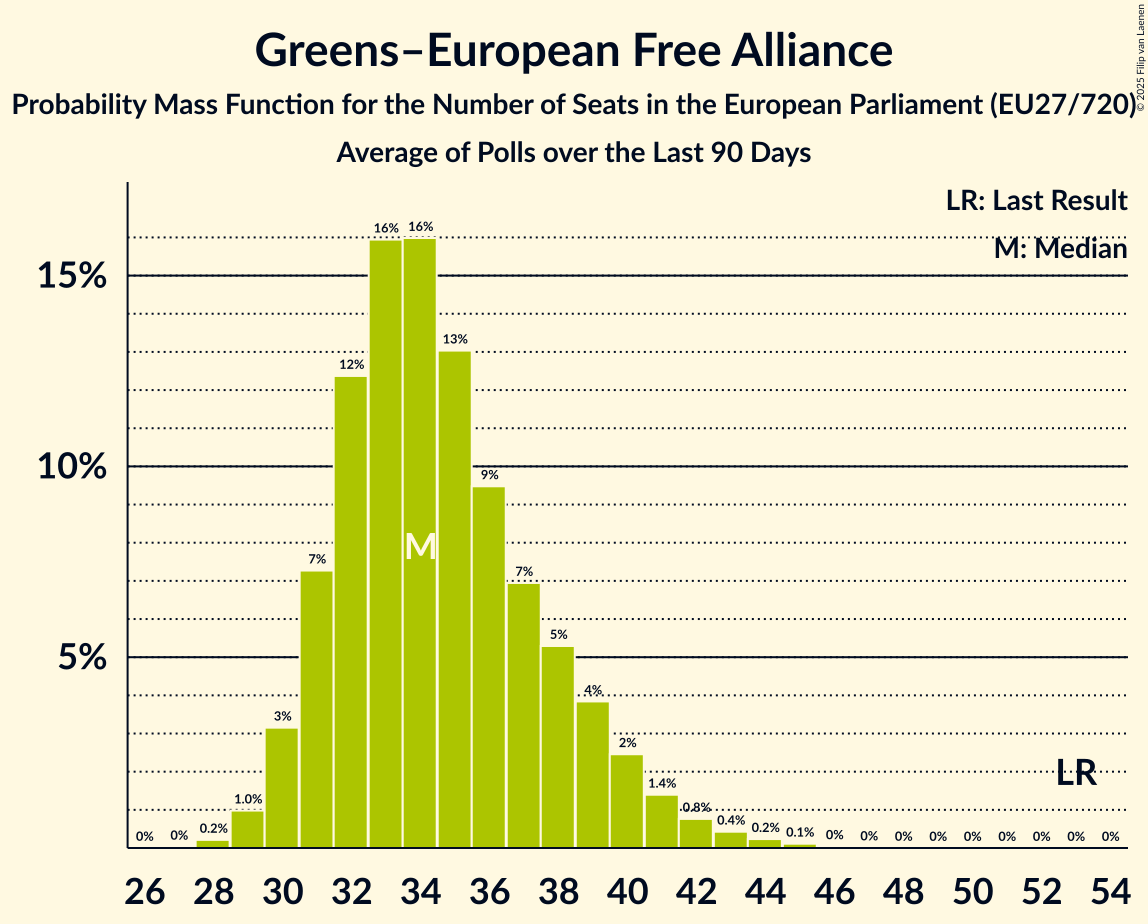 Greens–European Free Alliance
Probability Mass Function for the Number of Seats in the European Parliament (EU27/720)
Average of Polls over the Last 90 Days
© 2025 Filip van Laenen
LR: Last Result
M: Median
15%
10%
5%
0% 0% 0.2% 1.0% 3% 7% 12% 16% 16% 13% 9% 7% 5% 4% 2% 1.4% 0.8% 0.4% 0.2% 0.1% 0% 0% 0% 0% 0% 0% 0% 0% 0%
M
LR
26 28 30 32 34 36 38 40 42 44 46 48 50 52 54